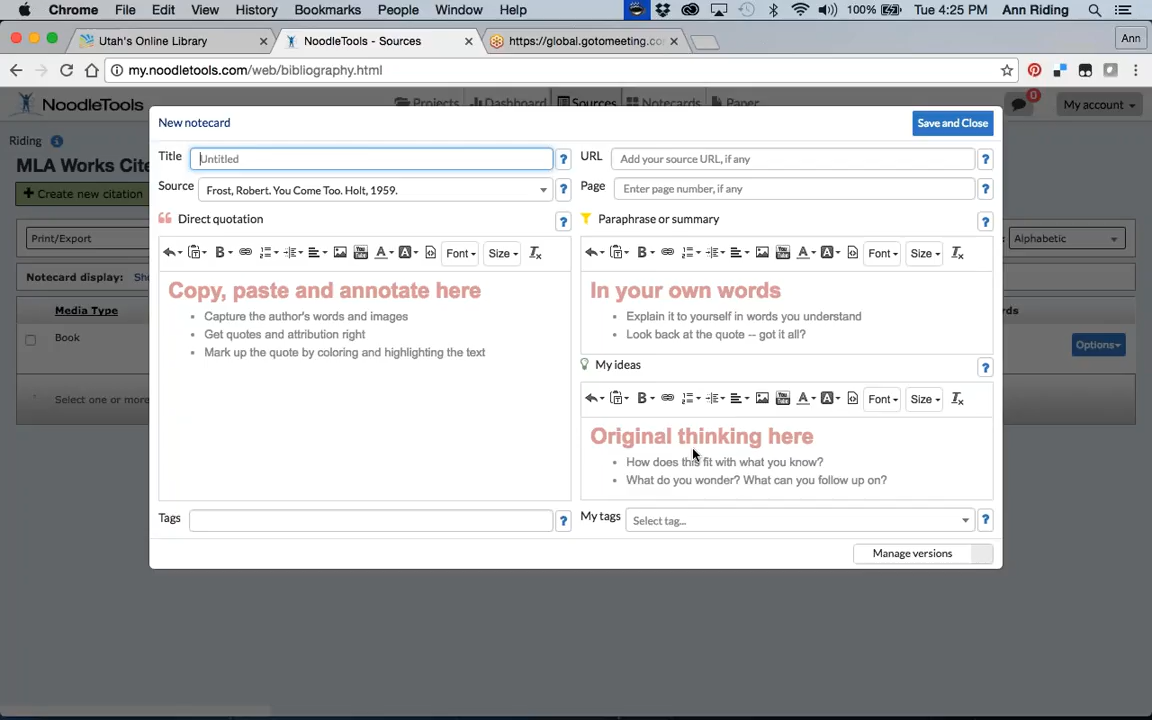 Chrome File Edit View History Bookmarks People Window Help 100% Tue 4:25 PM Ann Riding
Utah's Online Library NoodleTools - Sources https://global.gotomeeting.co Ann
my.noodletools.com/web/bibliography.html
NoodleTools Projects Dashboard Sources Notecards Paper 0 My account
Riding
MLA Works Cite
Create new citation
Print/Export
Alphabetic
Notecard display: Sho
Media Type
Book
Options
Select one or more
New notecard Save and Close
Title Untitled ? URL Add your source URL, if any ?
Source Frost, Robert. You Come Too. Holt, 1959. ? Page Enter page number, if any ?
Direct quotation ? Paraphrase or summary ?
Font Size Font Size
Copy, paste and annotate here In your own words
Capture the author's words and images Explain it to yourself in words you understand
Get quotes and attribution right Look back at the quote -- got it all?
Mark up the quote by coloring and highlighting the text
My ideas ?
Font Size
Original thinking here
How does this fit with what you know?
What do you wonder? What can you follow up on?
Tags ? My tags Select tag... ?
Manage versions